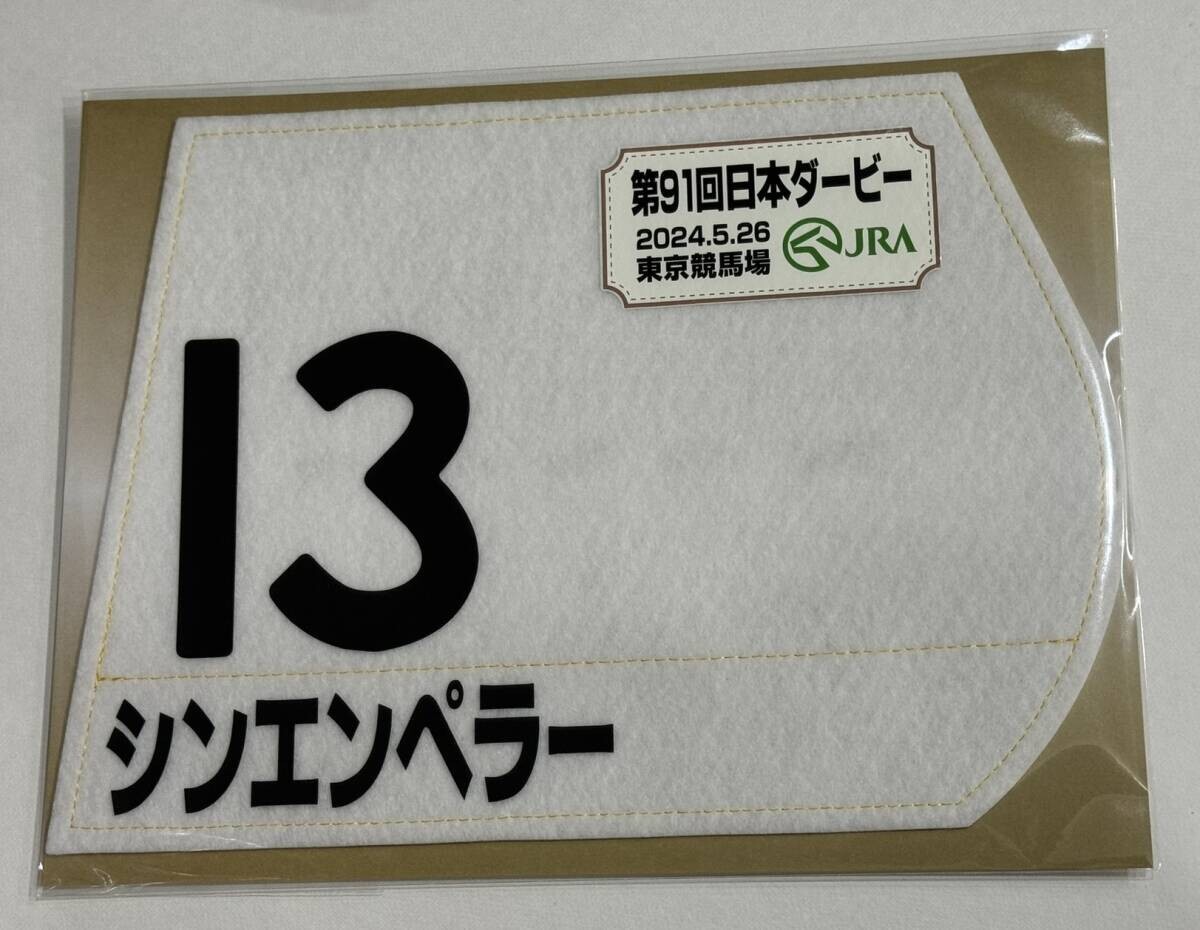 第91回日本ダービー
2024.5.26
東京競馬場
JRA
13
シンエンペラー